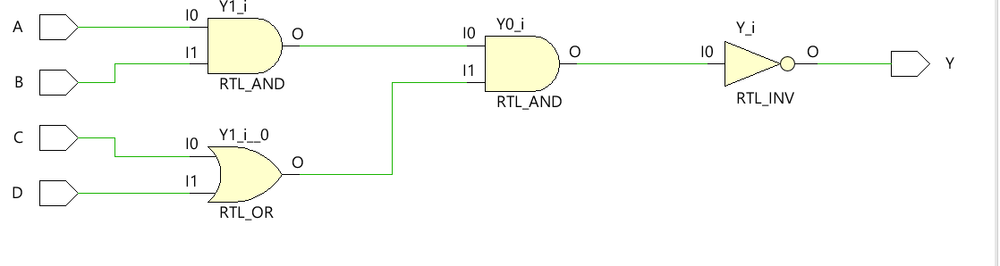 Y1_i
A
I0
I1
O
B
RTL_AND
Y0_i
I0
I1
O
RTL_AND
Y_i
I0
O
RTL_INV
Y
C
D
Y1_i__0
I0
I1
O
RTL_OR